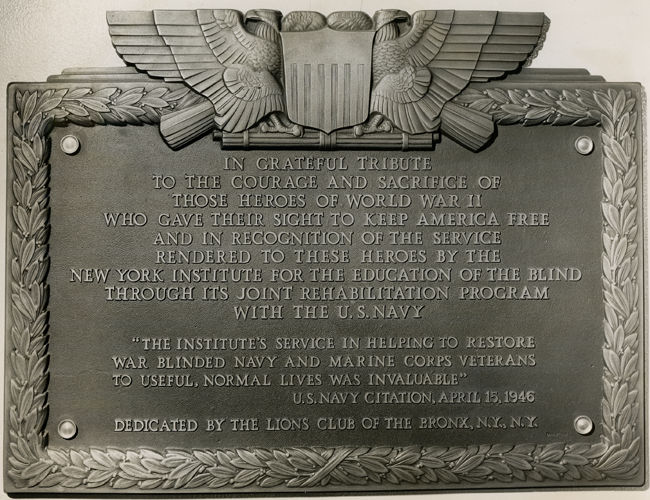 IN GRATEFUL TRIBUTE
TO THE COURAGE AND SACRIFICE OF
THOSE HEROES OF WORLD WAR II
WHO GAVE THEIR SIGHT TO KEEP AMERICA FREE
AND IN RECOGNITION OF THE SERVICE
RENDERED TO THESE HEROES BY THE
NEW YORK INSTITUTE FOR THE EDUCATION OF THE BLIND
THROUGH ITS JOINT REHABILITATION PROGRAM
WITH THE U.S. NAVY
"THE INSTITUTE'S SERVICE IN HELPING TO RESTORE
WAR BLINDED NAVY AND MARINE CORPS VETERANS
TO USEFUL, NORMAL LIVES WAS INVALUABLE"
U.S. NAVY CITATION, APRIL 15, 1946
DEDICATED BY THE LIONS CLUB OF THE BRONX, N.Y., N.Y.